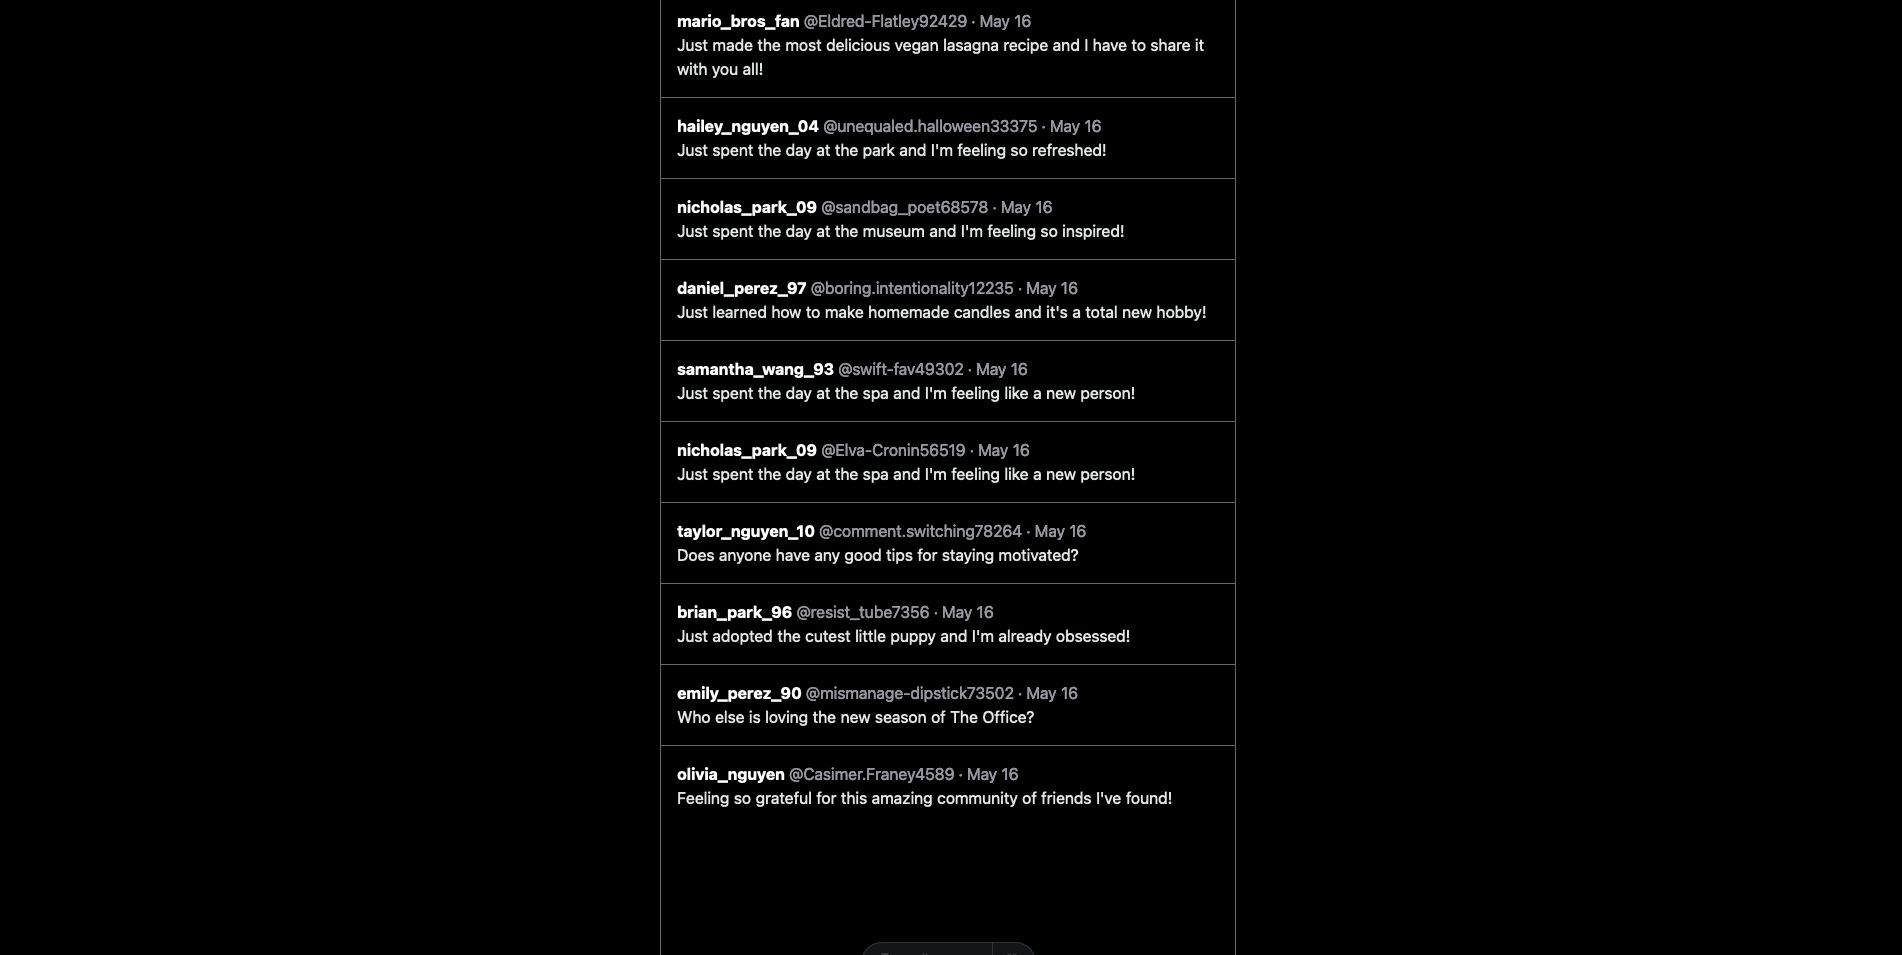 mario_bros_fan @Eldred-Flatley92429 · May 16
Just made the most delicious vegan lasagna recipe and I have to share it
with you all!
hailey_nguyen_04 @unequaled.halloween33375 · May 16
Just spent the day at the park and I'm feeling so refreshed!
nicholas_park_09 @sandbag_poet68578 · May 16
Just spent the day at the museum and I'm feeling so inspired!
daniel_perez_97 @boring.intentionality12235 · May 16
Just learned how to make homemade candles and it's a total new hobby!
samantha_wang_93 @swift-fav49302 · May 16
Just spent the day at the spa and I'm feeling like a new person!
nicholas_park_09 @Elva-Cronin56519 · May 16
Just spent the day at the spa and I'm feeling like a new person!
taylor_nguyen_10 @comment.switching78264 · May 16
Does anyone have any good tips for staying motivated?
brian_park_96 @resist_tube7356 · May 16
Just adopted the cutest little puppy and I'm already obsessed!
emily_perez_90 @mismanage-dipstick73502 · May 16
Who else is loving the new season of The Office?
olivia_nguyen @Casimer.Franey4589 · May 16
Feeling so grateful for this amazing community of friends I've found!